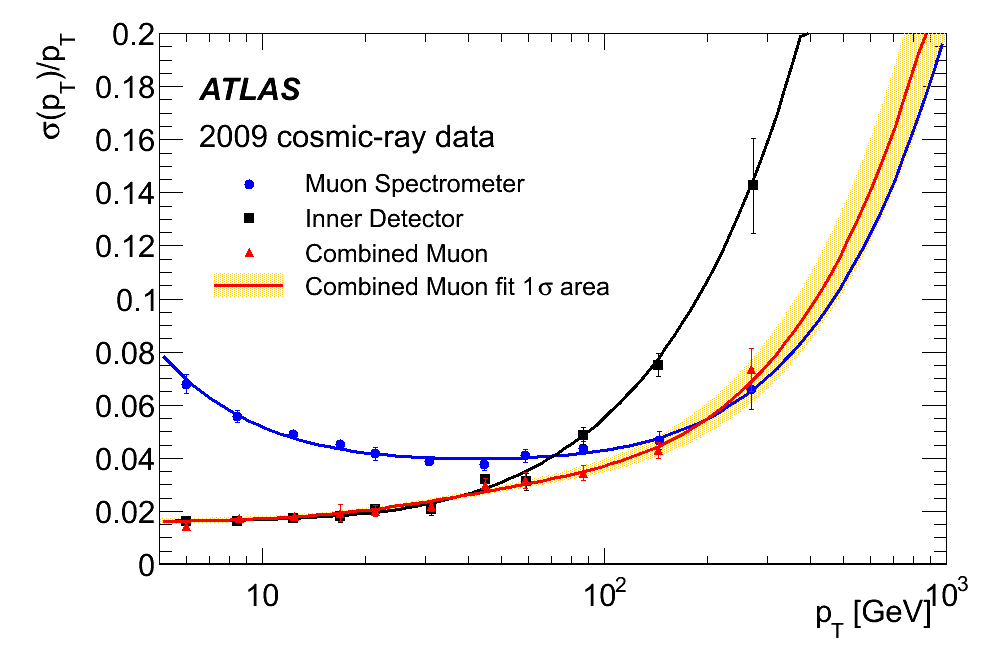 σ(p_T)/p_T
0.2
0.18
0.16
0.14
0.12
0.1
0.08
0.06
0.04
0.02
0
ATLAS
2009 cosmic-ray data
Muon Spectrometer
Inner Detector
Combined Muon
Combined Muon fit 1σ area
10
10²
10³
p_T [GeV]